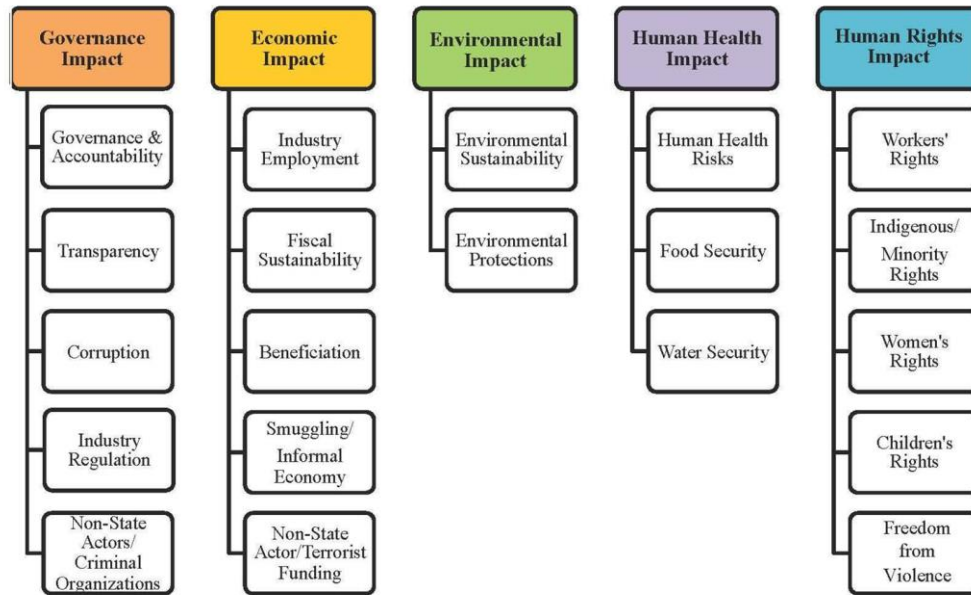 Governance
Impact
Governance &
Accountability
Transparency
Corruption
Industry
Regulation
Non-State
Actors/
Criminal
Organizations
Economic
Impact
Industry
Employment
Fiscal
Sustainability
Beneficiation
Smuggling/
Informal
Economy
Non-State
Actor/Terrorist
Funding
Environmental
Impact
Environmental
Sustainability
Environmental
Protections
Human Health
Impact
Human Health
Risks
Food Security
Water Security
Human Rights
Impact
Workers'
Rights
Indigenous/
Minority
Rights
Women's
Rights
Children's
Rights
Freedom
from
Violence